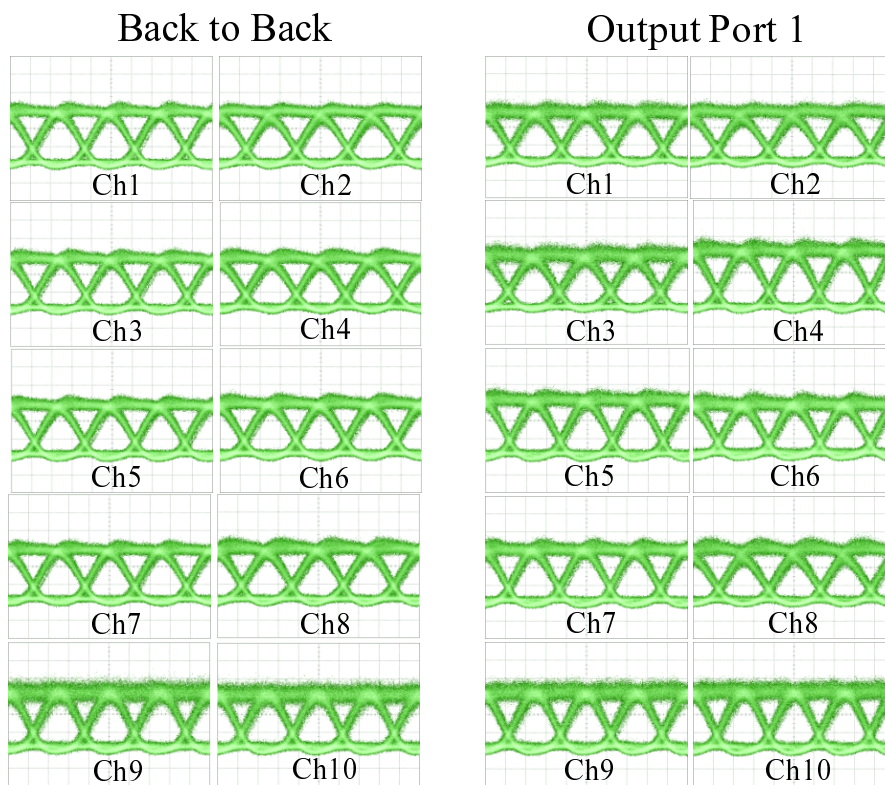 Back to Back
Output Port 1
Ch1 Ch2 Ch1 Ch2
Ch3 Ch4 Ch3 Ch4
Ch5 Ch6 Ch5 Ch6
Ch7 Ch8 Ch7 Ch8
Ch9 Ch10 Ch9 Ch10